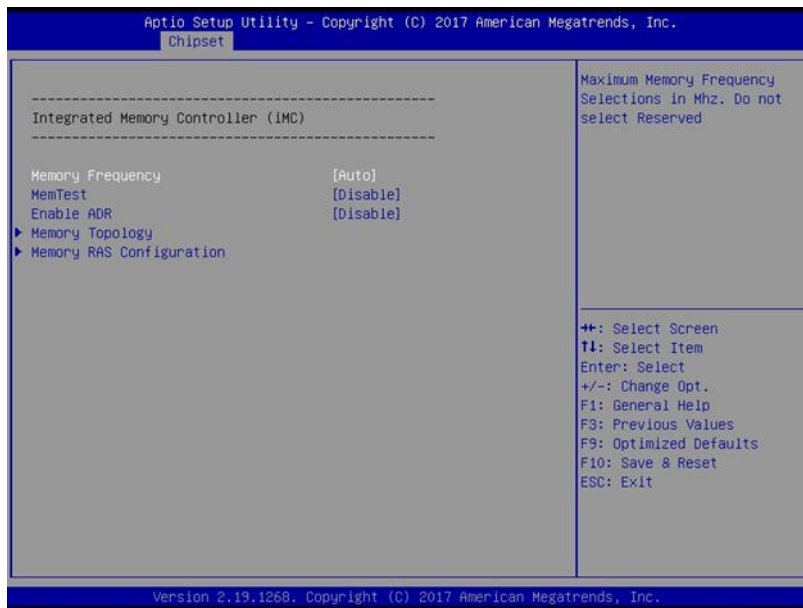 Aptio Setup Utility – Copyright (C) 2017 American Megatrends, Inc.
Chipset
------------------------------------------------
Integrated Memory Controller (iMC)
------------------------------------------------
Memory Frequency [Auto]
MemTest [Disable]
Enable ADR [Disable]
Memory Topology
Memory RAS Configuration
Maximum Memory Frequency
Selections in Mhz. Do not
select Reserved
→←: Select Screen
↑↓: Select Item
Enter: Select
+/-: Change Opt.
F1: General Help
F3: Previous Values
F9: Optimized Defaults
F10: Save & Reset
ESC: Exit
Version 2.19.1268. Copyright (C) 2017 American Megatrends, Inc.